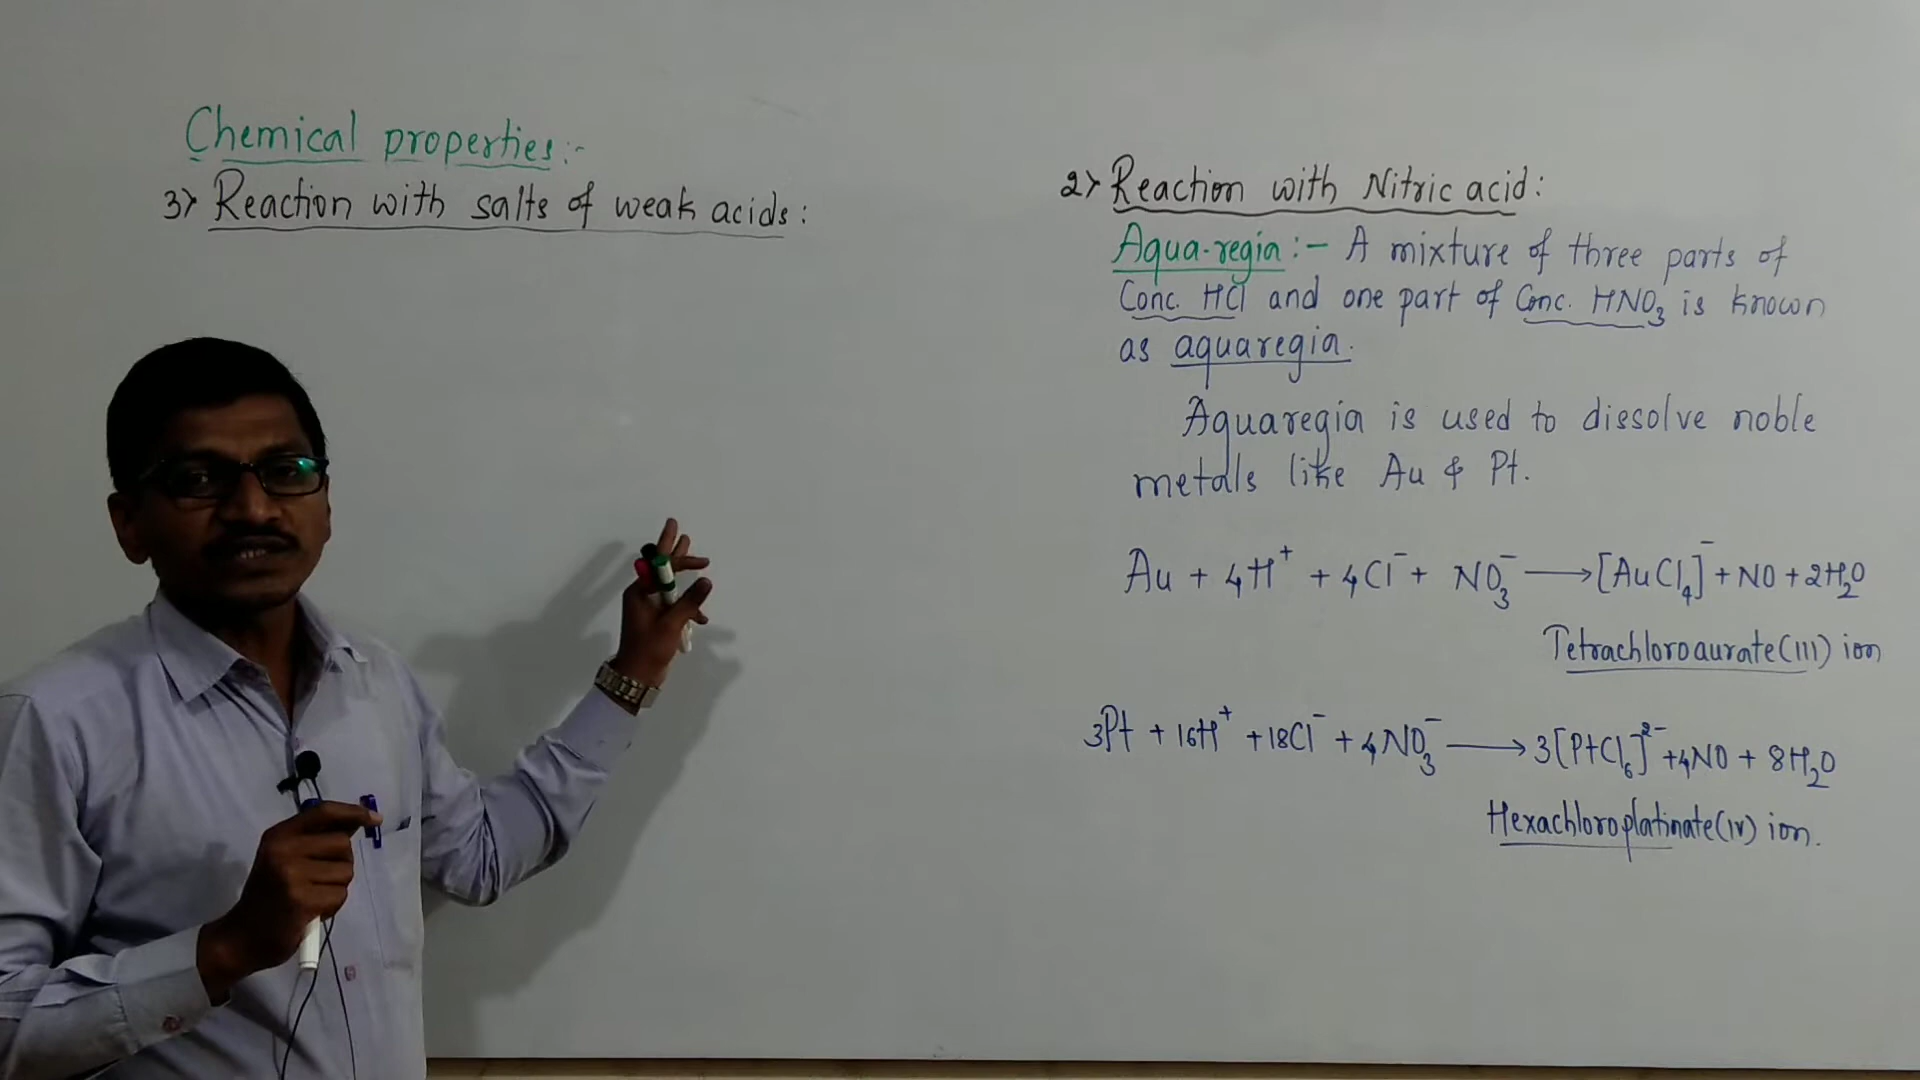 Chemical properties:-
3> Reaction with salts of weak acids:
2> Reaction with Nitric acid:
Aqua-regia:- A mixture of three parts of
Conc. HCl and one part of Conc. HNO₃ is known
as aquaregia.
Aquaregia is used to dissolve noble
metals like Au & Pt.
Au + 4H⁺ + 4Cl⁻ + NO₃⁻ ⟶ [AuCl₄]⁻ + NO + 2H₂O
Tetrachloroaurate(III) ion
3Pt + 16H⁺ + 18Cl⁻ + 4NO₃⁻ ⟶ 3[PtCl₆]²⁻ + 4NO + 8H₂O
Hexachloroplatinate(IV) ion.